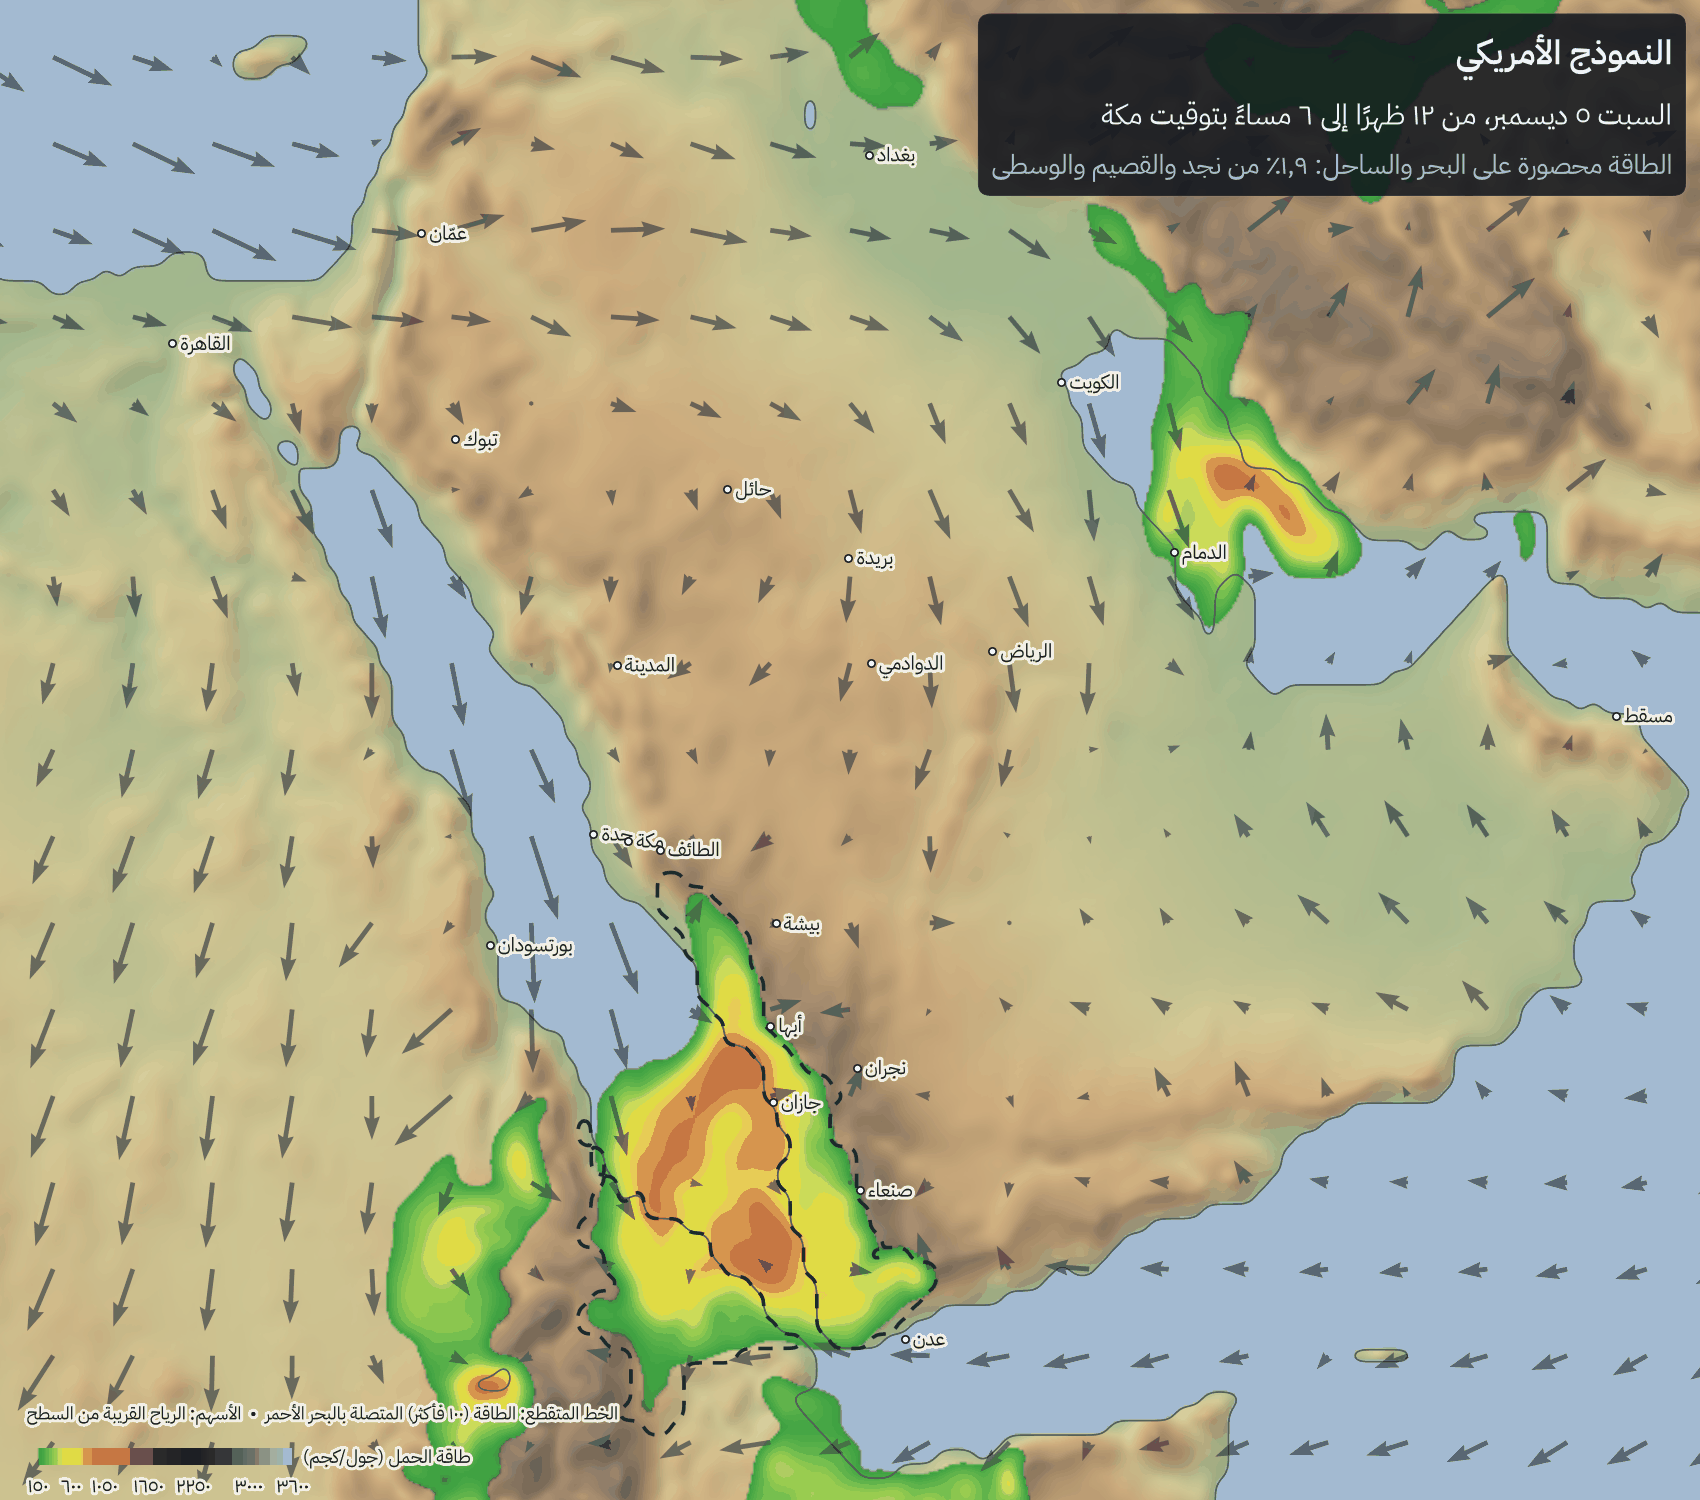 النموذج الأمريكي
السبت ٥ ديسمبر، من ١٢ ظهرًا إلى ٦ مساءً بتوقيت مكة
الطاقة محصورة على البحر والساحل: ١,٩٪ من نجد والقصيم والوسطى
بغداد
عمّان
القاهرة
الكويت
تبوك
حائل
بريدة
الدمام
الرياض
الدوادمي
المدينة
مسقط
جدة
مكة
الطائف
بيشة
بورتسودان
أبها
نجران
جازان
صنعاء
عدن
الخط المتقطع: الطاقة (١٠٠ فأكثر) المتصلة بالبحر الأحمر • الأسهم: الرياح القريبة من السطح
طاقة الحمل (جول/كجم)
١٥٠ ٦٠٠ ١٠٥٠ ١٦٥٠ ٢٢٥٠ ٣٠٠٠ ٣٦٠٠